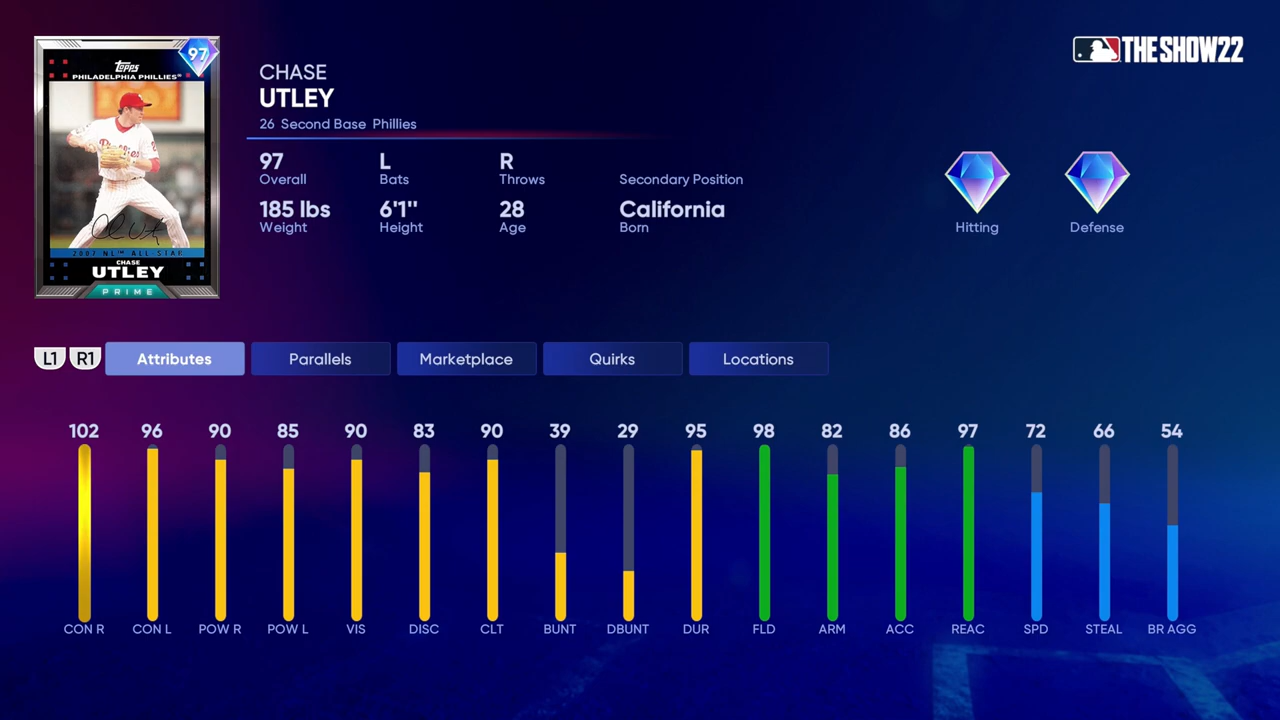 97
Topps
PHILADELPHIA PHILLIES®
2007 NL™ ALL-STAR
CHASE
UTLEY
PRIME
THE SHOW22
CHASE
UTLEY
26 Second Base Phillies
97 L R
Overall Bats Throws Secondary Position
185 lbs 6'1" 28 California
Weight Height Age Born
Hitting Defense
L1 R1 Attributes Parallels Marketplace Quirks Locations
102 96 90 85 90 83 90 39 29 95 98 82 86 97 72 66 54
CON R CON L POW R POW L VIS DISC CLT BUNT DBUNT DUR FLD ARM ACC REAC SPD STEAL BR AGG